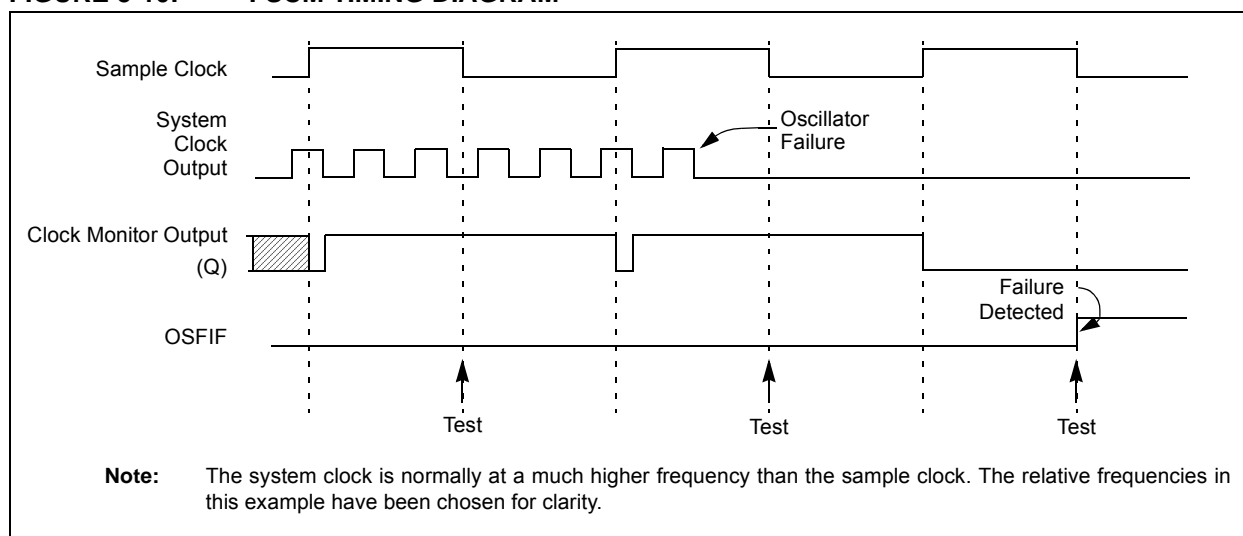 Sample Clock
System
Clock
Output
Oscillator
Failure
Clock Monitor Output
(Q)
Failure
Detected
OSFIF
Test
Test
Test
Note: The system clock is normally at a much higher frequency than the sample clock. The relative frequencies in
this example have been chosen for clarity.